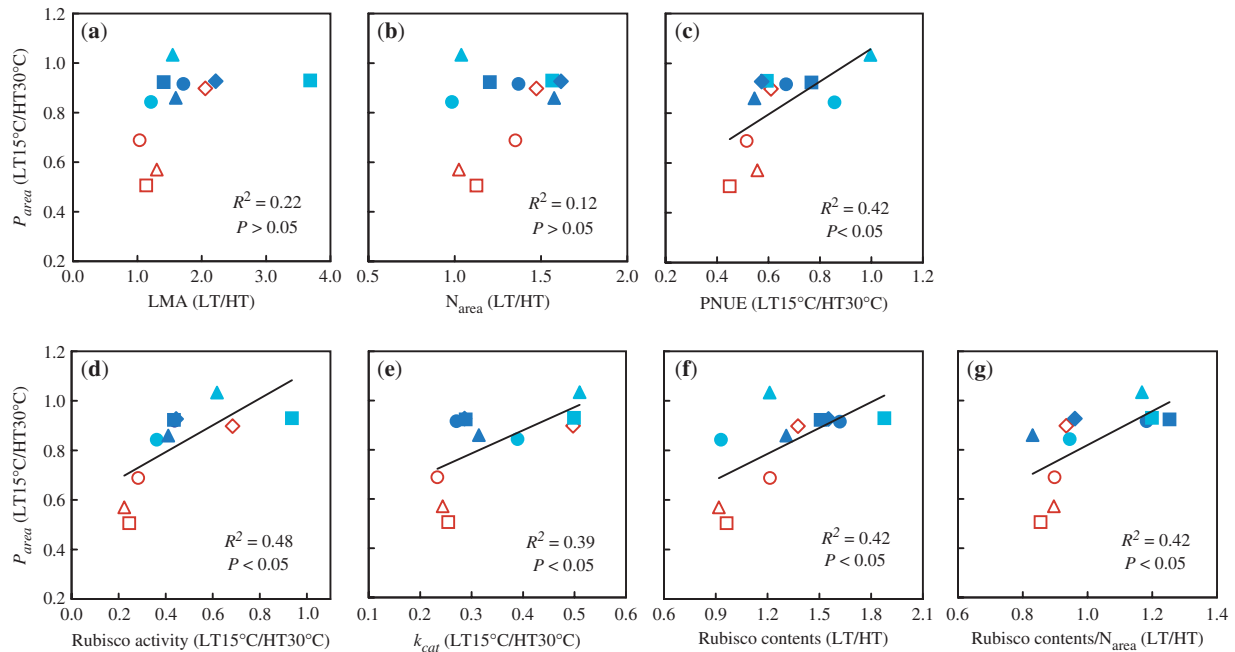 1.2
1.0
0.8
0.6
0.4
0.2
P_area (LT15°C/HT30°C)
(a)
R² = 0.22
P > 0.05
0.0 1.0 2.0 3.0 4.0
LMA (LT/HT)
(b)
R² = 0.12
P > 0.05
0.5 1.0 1.5 2.0
N_area (LT/HT)
(c)
R² = 0.42
P< 0.05
0.2 0.4 0.6 0.8 1.0 1.2
PNUE (LT15°C/HT30°C)
1.2
1.0
0.8
0.6
0.4
0.2
P_area (LT15°C/HT30°C)
(d)
R² = 0.48
P < 0.05
0.0 0.2 0.4 0.6 0.8 1.0
Rubisco activity (LT15°C/HT30°C)
(e)
R² = 0.39
P < 0.05
0.1 0.2 0.3 0.4 0.5 0.6
k_cat (LT15°C/HT30°C)
(f)
R² = 0.42
P < 0.05
0.6 0.9 1.2 1.5 1.8 2.1
Rubisco contents (LT/HT)
(g)
R² = 0.42
P < 0.05
0.6 0.8 1.0 1.2 1.4
Rubisco contents/N_area (LT/HT)